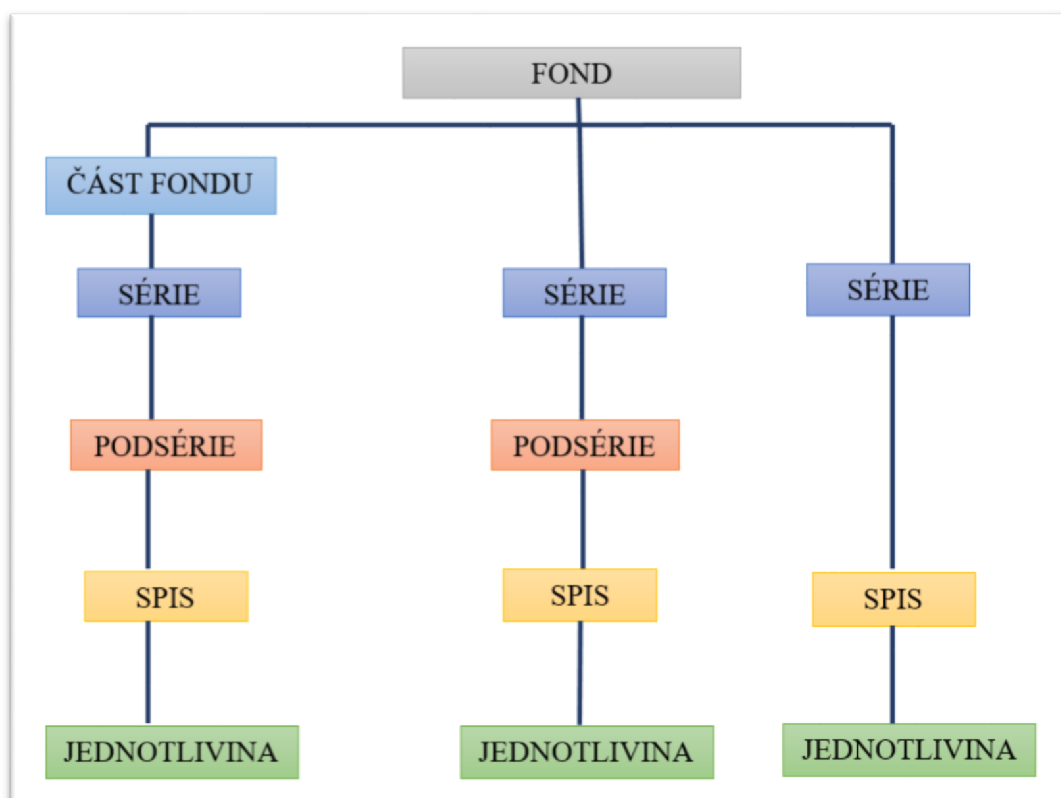 FOND
ČÁST FONDU
SÉRIE
SÉRIE
SÉRIE
PODSÉRIE
PODSÉRIE
SPIS
SPIS
SPIS
JEDNOTLIVINA
JEDNOTLIVINA
JEDNOTLIVINA